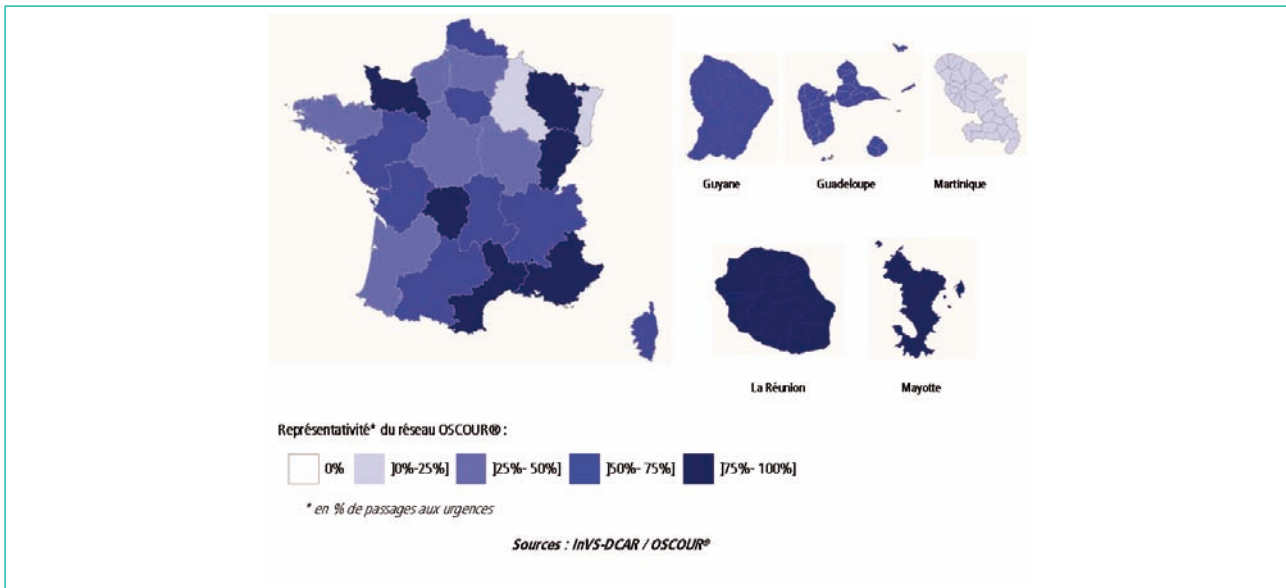 Guyane
Guadeloupe
Martinique
La Réunion
Mayotte
Représentativité* du réseau OSCOUR® :
0% ]0%-25%] ]25%- 50%] ]50%- 75%] ]75%- 100%]
* en % de passages aux urgences
Sources : InVS-DCAR / OSCOUR®